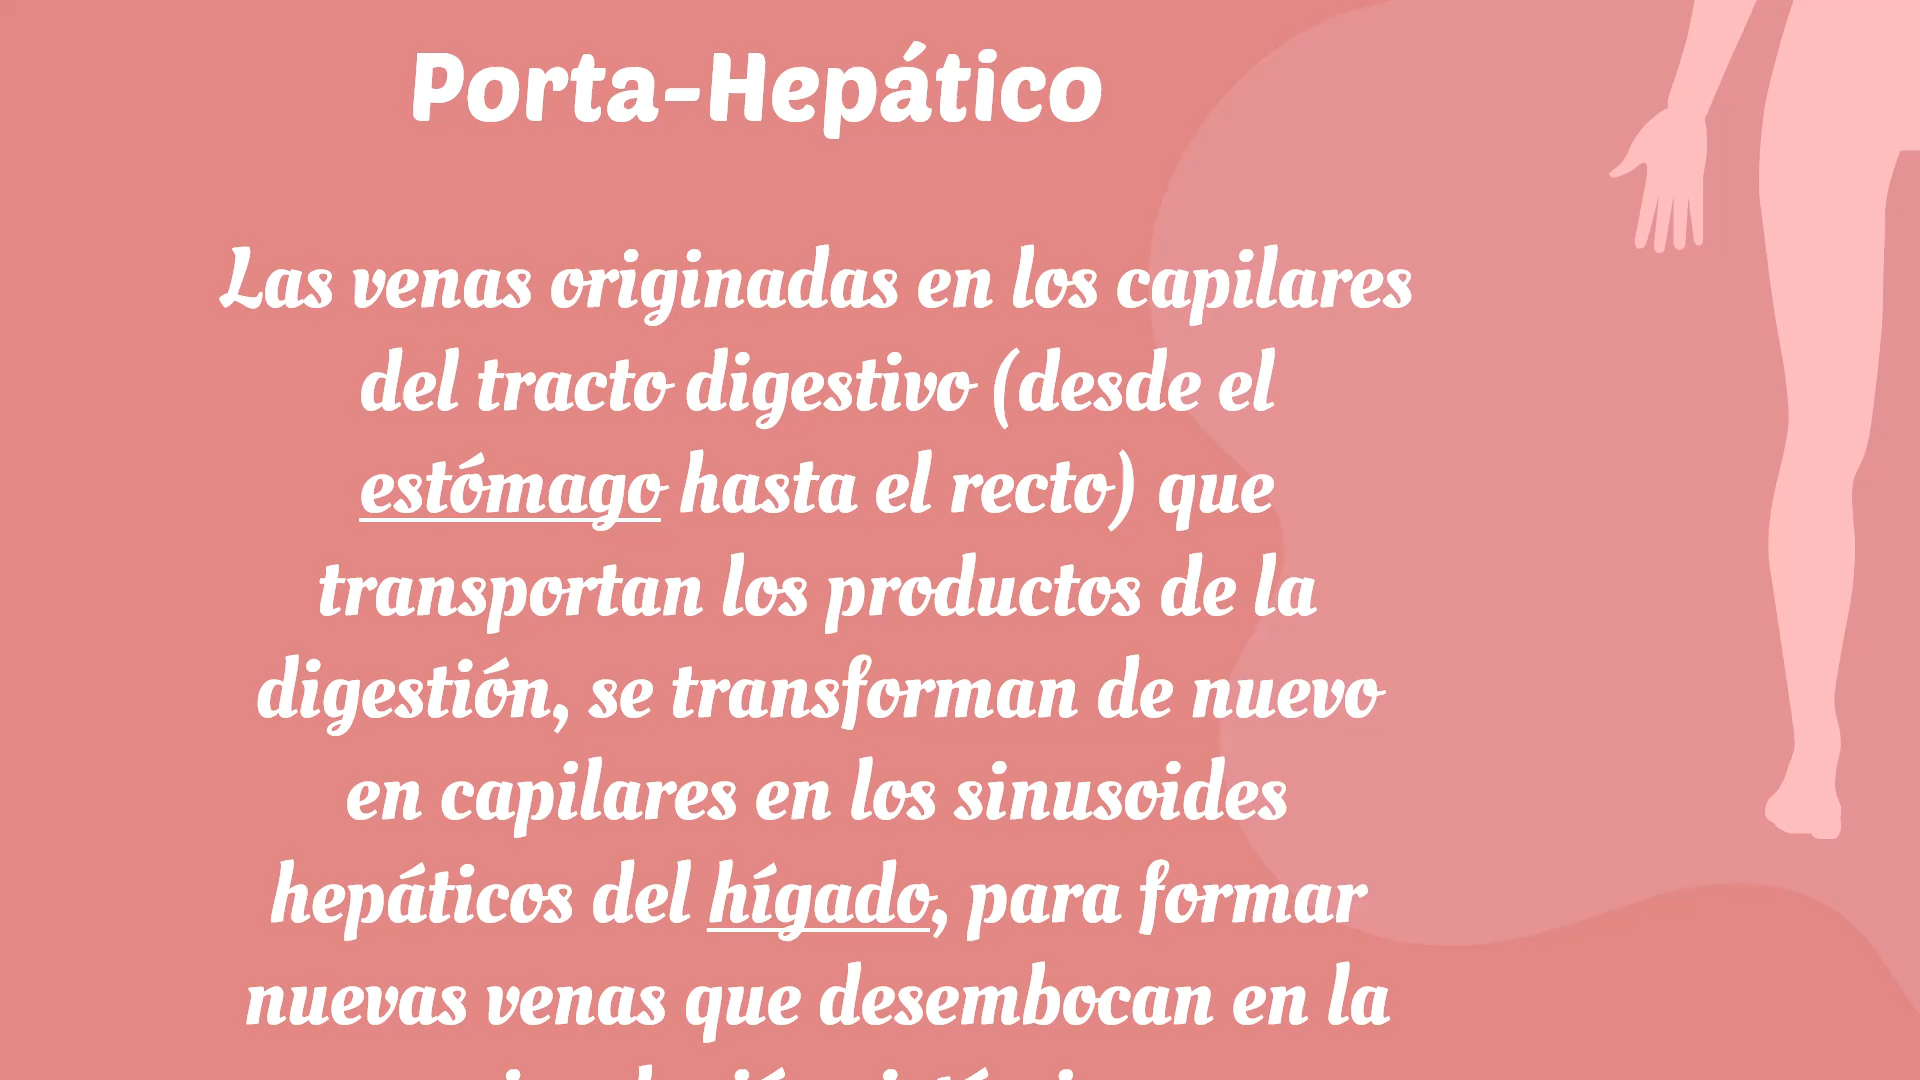 Porta-Hepático
Las venas originadas en los capilares
del tracto digestivo (desde el
estómago hasta el recto) que
transportan los productos de la
digestión, se transforman de nuevo
en capilares en los sinusoides
hepáticos del hígado, para formar
nuevas venas que desembocan en la